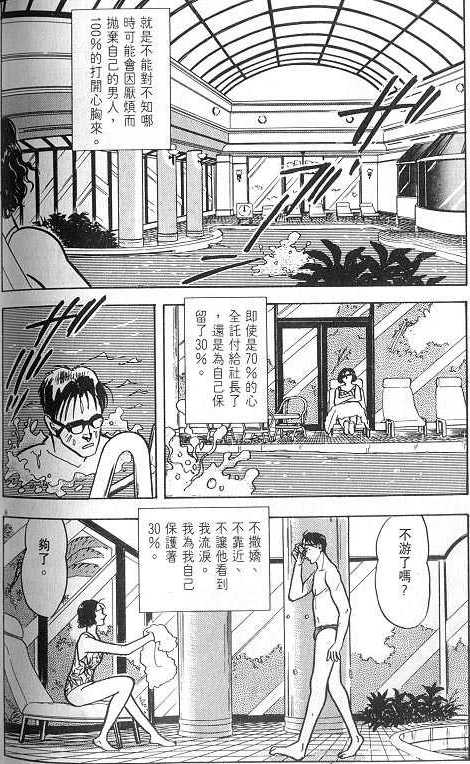 就是不能對不知哪
時可能會因厭煩而
拋棄自己的男人，
100%的打開心胸來。
即使是70%的心
全託付給社長了
，還是為自己保
留了30%。
不游了嗎？
不撒嬌、
不靠近、
不讓他看到
我流淚。
我為我自己
保護著
30%。
夠了。